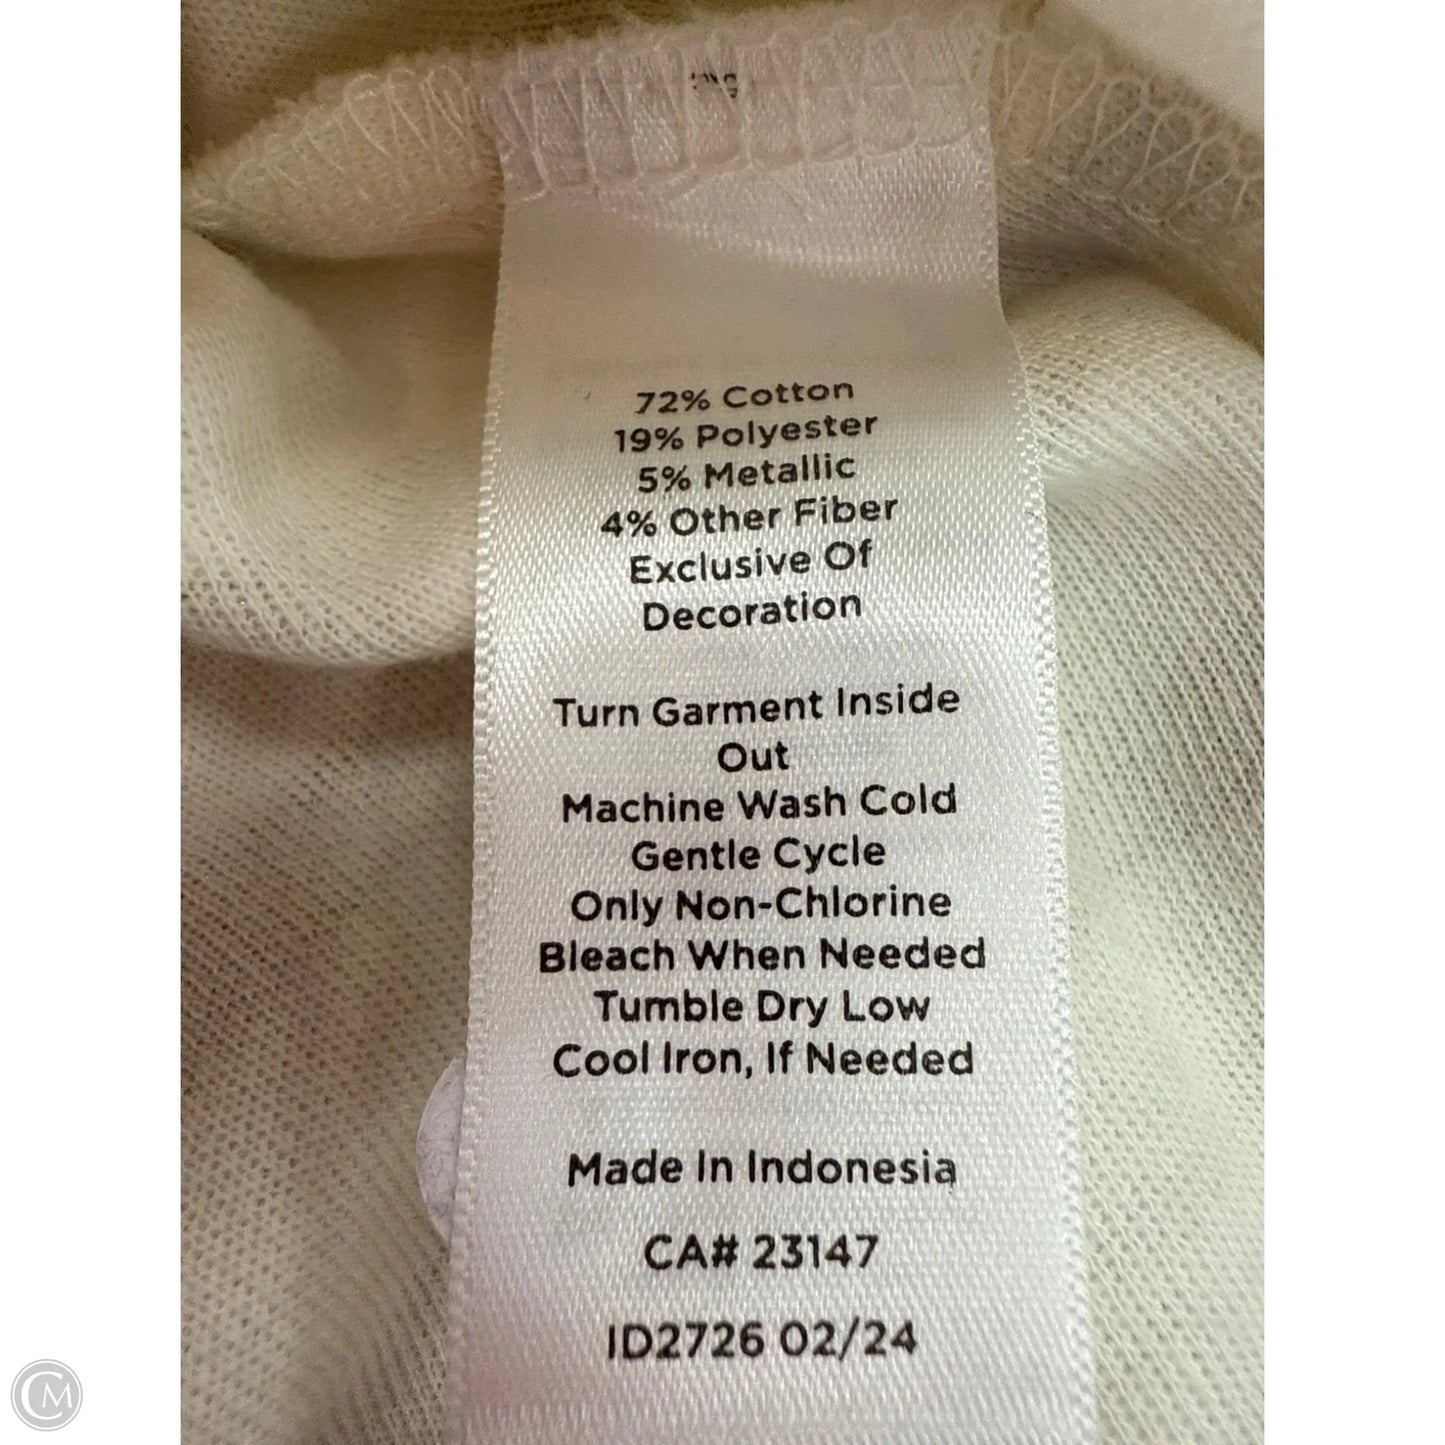 72% Cotton
19% Polyester
5% Metallic
4% Other Fiber
Exclusive Of
Decoration
Turn Garment Inside
Out
Machine Wash Cold
Gentle Cycle
Only Non-Chlorine
Bleach When Needed
Tumble Dry Low
Cool Iron, If Needed
Made In Indonesia
CA# 23147
ID2726 02/24
CM